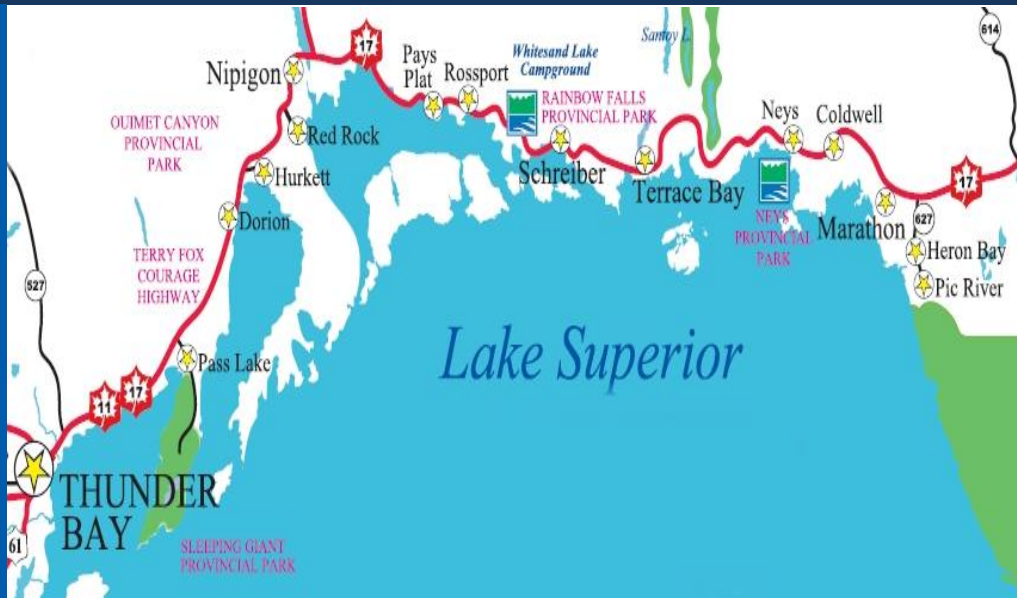 614
17
Santoy L.
Pays
Plat
Rossport
Whitesand Lake
Campground
Nipigon
RAINBOW FALLS
PROVINCIAL PARK
Neys
Coldwell
OUIMET CANYON
PROVINCIAL
PARK
Red Rock
Hurkett
Schreiber
Terrace Bay
17
Dorion
NEYS
PROVINCIAL
PARK
Marathon
627
Heron Bay
Pic River
TERRY FOX
COURAGE
HIGHWAY
527
Pass Lake
Lake Superior
11
17
THUNDER
BAY
61
SLEEPING GIANT
PROVINCIAL PARK